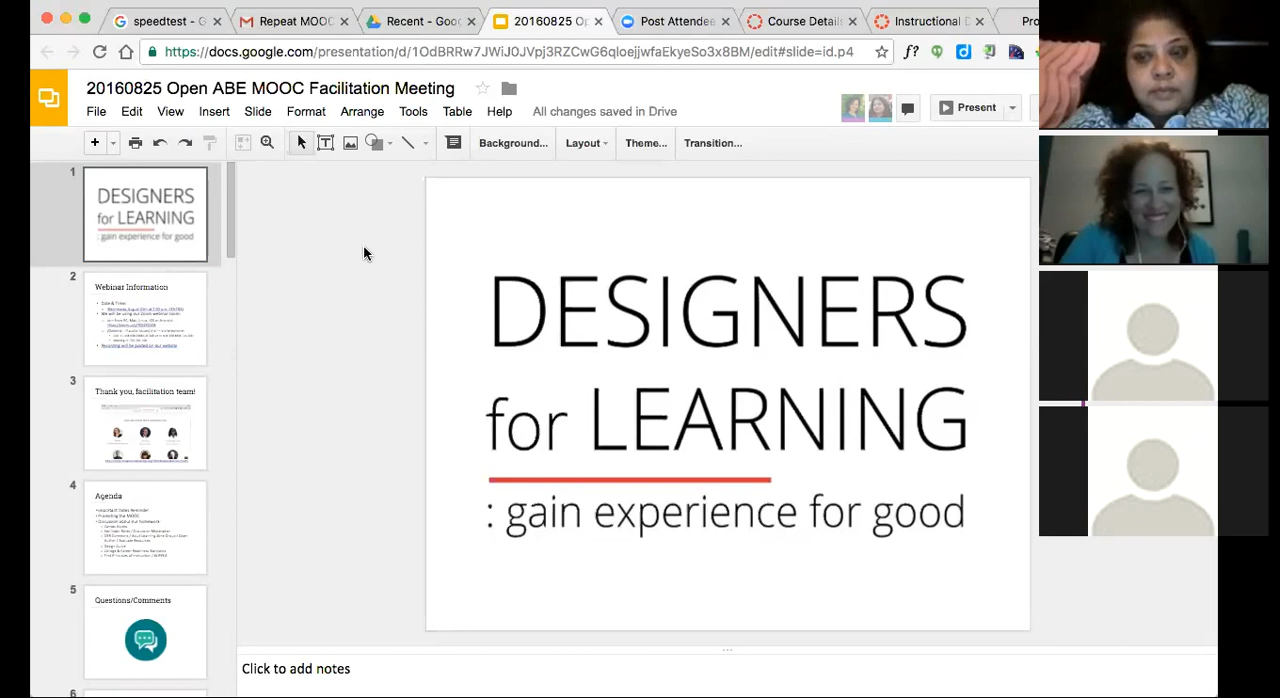 speedtest - G
Repeat MOOC
Recent - Goo
20160825 Op
Post Attendee
Course Details
Instructional D
Pro
https://docs.google.com/presentation/d/1OdBRRw7JWiJ0JVpj3RZCwG6qloejjwfaEkyeSo3x8BM/edit#slide=id.p4
f?
20160825 Open ABE MOOC Facilitation Meeting
File Edit View Insert Slide Format Arrange Tools Table Help All changes saved in Drive
Present
Background... Layout Theme... Transition...
1
DESIGNERS
for LEARNING
: gain experience for good
2
Webinar Information
3
Thank you, facilitation team!
4
Agenda
5
Questions/Comments
6
DESIGNERS
for LEARNING
: gain experience for good
Click to add notes